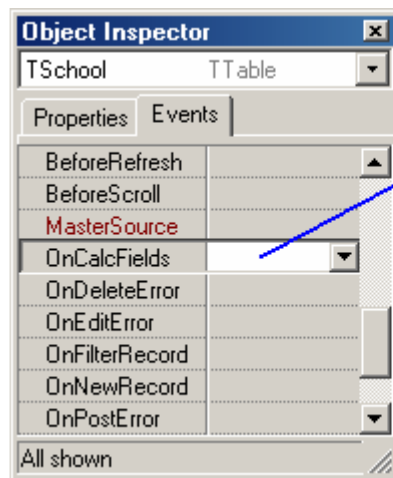 Object Inspector
TSchool TTable
Properties Events
BeforeRefresh
BeforeScroll
MasterSource
OnCalcFields
OnDeleteError
OnEditError
OnFilterRecord
OnNewRecord
OnPostError
All shown